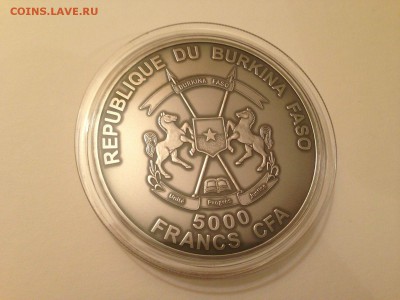 COINS.LAVE.RU
REPUBLIQUE DU BURKINA FASO
BURKINA FASO
Unité Progrès Justice
5000
FRANCS CFA